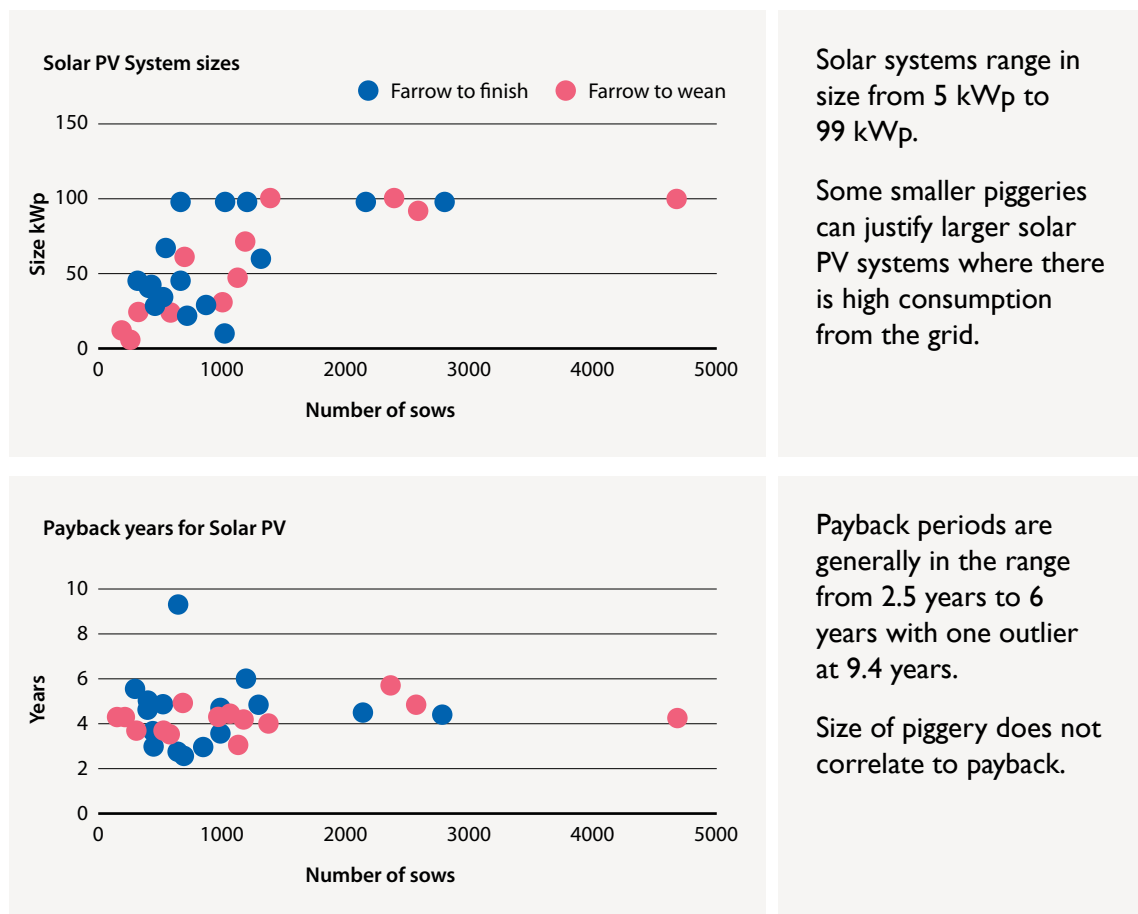 Solar PV System sizes
Farrow to finish
Farrow to wean
150
100
50
0
Size kWp
0 1000 2000 3000 4000 5000
Number of sows
Solar systems range in
size from 5 kWp to
99 kWp.
Some smaller piggeries
can justify larger solar
PV systems where there
is high consumption
from the grid.
Payback years for Solar PV
10
8
6
4
2
0
Years
0 1000 2000 3000 4000 5000
Number of sows
Payback periods are
generally in the range
from 2.5 years to 6
years with one outlier
at 9.4 years.
Size of piggery does not
correlate to payback.